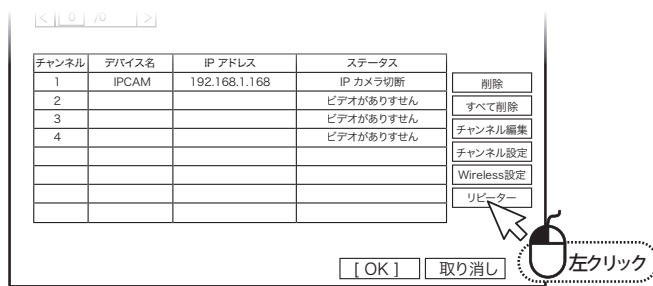 < 0 /0 >
チャンネル デバイス名 IP アドレス ステータス
1 IPCAM 192.168.1.168 IP カメラ切断 削除
2 ビデオがありすせん すべて削除
3 ビデオがありすせん チャンネル編集
4 ビデオがありすせん
チャンネル設定
Wireless設定
リピーター
[ OK ] 取り消し 左クリック